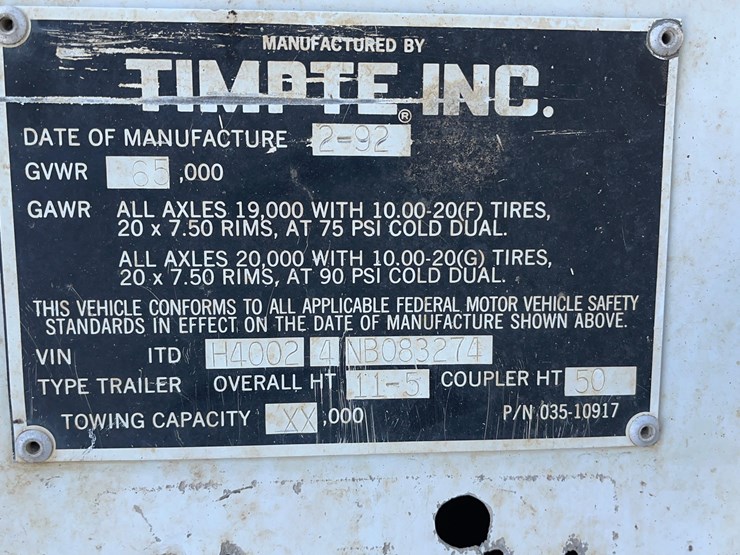 MANUFACTURED BY
TIMPTE, INC.
®
DATE OF MANUFACTURE 2-92
GVWR 65,000
GAWR ALL AXLES 19,000 WITH 10.00-20(F) TIRES,
20 x 7.50 RIMS, AT 75 PSI COLD DUAL.
ALL AXLES 20,000 WITH 10.00-20(G) TIRES,
20 x 7.50 RIMS, AT 90 PSI COLD DUAL.
THIS VEHICLE CONFORMS TO ALL APPLICABLE FEDERAL MOTOR VEHICLE SAFETY
STANDARDS IN EFFECT ON THE DATE OF MANUFACTURE SHOWN ABOVE.
VIN ITD H4002 4 NB083274
TYPE TRAILER OVERALL HT 11-5 COUPLER HT 50
TOWING CAPACITY XX,000 P/N 035-10917